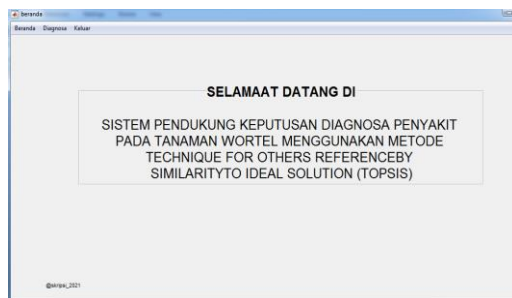 beranda
Beranda Diagnosa Keluar
SELAMAAT DATANG DI
SISTEM PENDUKUNG KEPUTUSAN DIAGNOSA PENYAKIT
PADA TANAMAN WORTEL MENGGUNAKAN METODE
TECHNIQUE FOR OTHERS REFERENCEBY
SIMILARITYTO IDEAL SOLUTION (TOPSIS)
@skripsi_2021